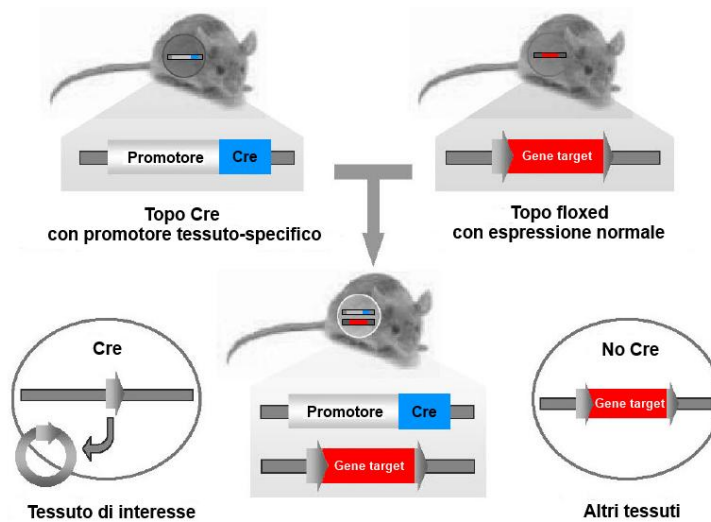 Promotore Cre
Gene target
Topo Cre
con promotore tessuto-specifico
Topo floxed
con espressione normale
Cre
Promotore Cre
Gene target
No Cre
Gene target
Tessuto di interesse
Altri tessuti